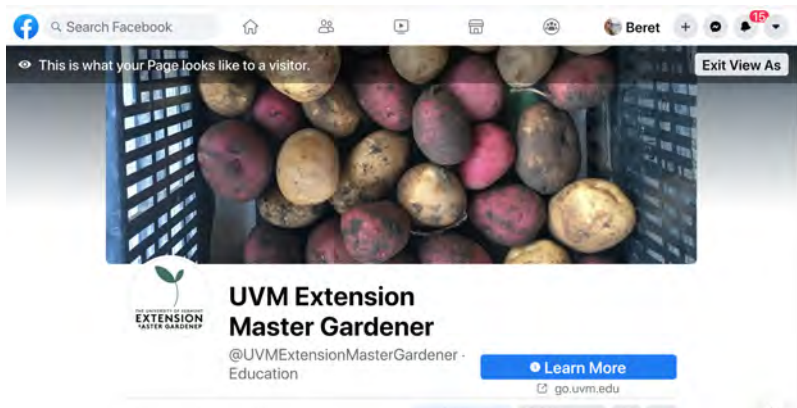 Search Facebook
Beret
15
This is what your Page looks like to a visitor.
Exit View As
THE UNIVERSITY OF VERMONT
EXTENSION
MASTER GARDENER
UVM Extension
Master Gardener
@UVMExtensionMasterGardener ·
Education
Learn More
go.uvm.edu